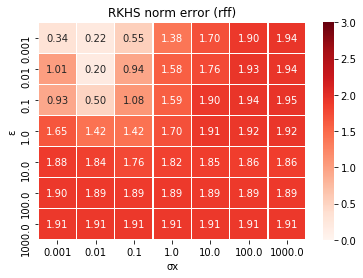 RKHS norm error (rff)
0.001 0.34 0.22 0.55 1.38 1.70 1.90 1.94
0.01 1.01 0.20 0.94 1.58 1.76 1.93 1.94
0.1 0.93 0.50 1.08 1.59 1.90 1.94 1.95
1.0 1.65 1.42 1.42 1.70 1.91 1.92 1.92
10.0 1.88 1.84 1.76 1.82 1.85 1.86 1.86
100.0 1.90 1.89 1.89 1.89 1.89 1.89 1.89
1000.0 1.91 1.91 1.91 1.91 1.91 1.91 1.91
0.001 0.01 0.1 1.0 10.0 100.0 1000.0
σx
ε
3.0
2.5
2.0
1.5
1.0
0.5
0.0